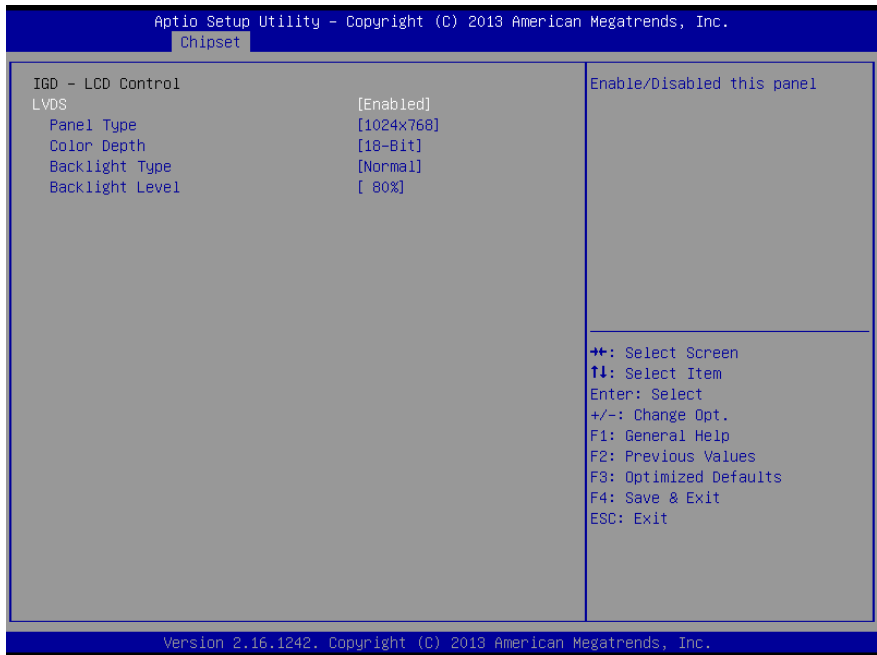 Aptio Setup Utility – Copyright (C) 2013 American Megatrends, Inc.
Chipset
IGD – LCD Control
LVDS [Enabled]
Panel Type [1024x768]
Color Depth [18-Bit]
Backlight Type [Normal]
Backlight Level [ 80%]
Enable/Disabled this panel
→←: Select Screen
↑↓: Select Item
Enter: Select
+/-: Change Opt.
F1: General Help
F2: Previous Values
F3: Optimized Defaults
F4: Save & Exit
ESC: Exit
Version 2.16.1242. Copyright (C) 2013 American Megatrends, Inc.